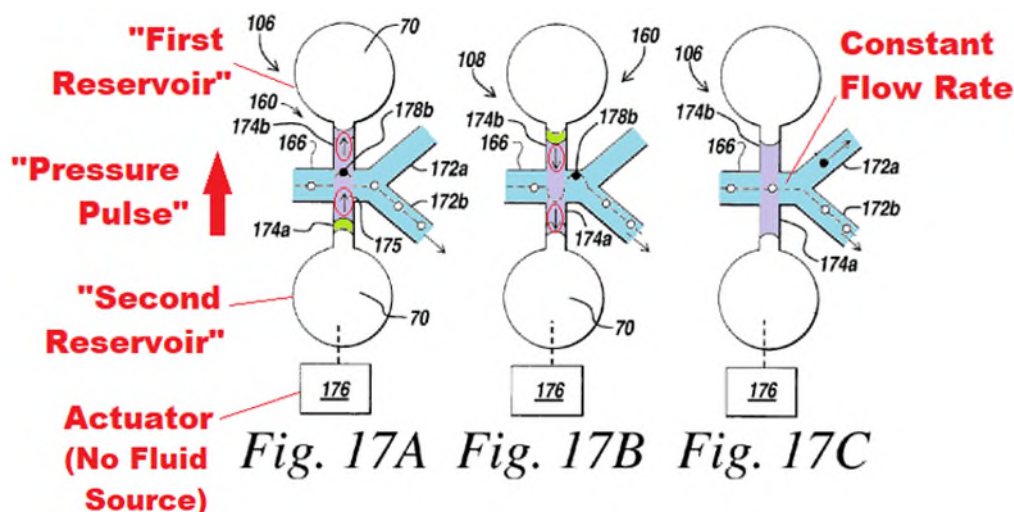 "First
Reservoir"
"Pressure
Pulse"
"Second
Reservoir"
Actuator
(No Fluid
Source)
106
70
160
174b
178b
166
172a
172b
174a
175
70
176
Fig. 17A
108
160
174b
178b
166
172b
174a
70
176
Fig. 17B
106
174b
166
172a
172b
174a
176
Fig. 17C
Constant
Flow Rate